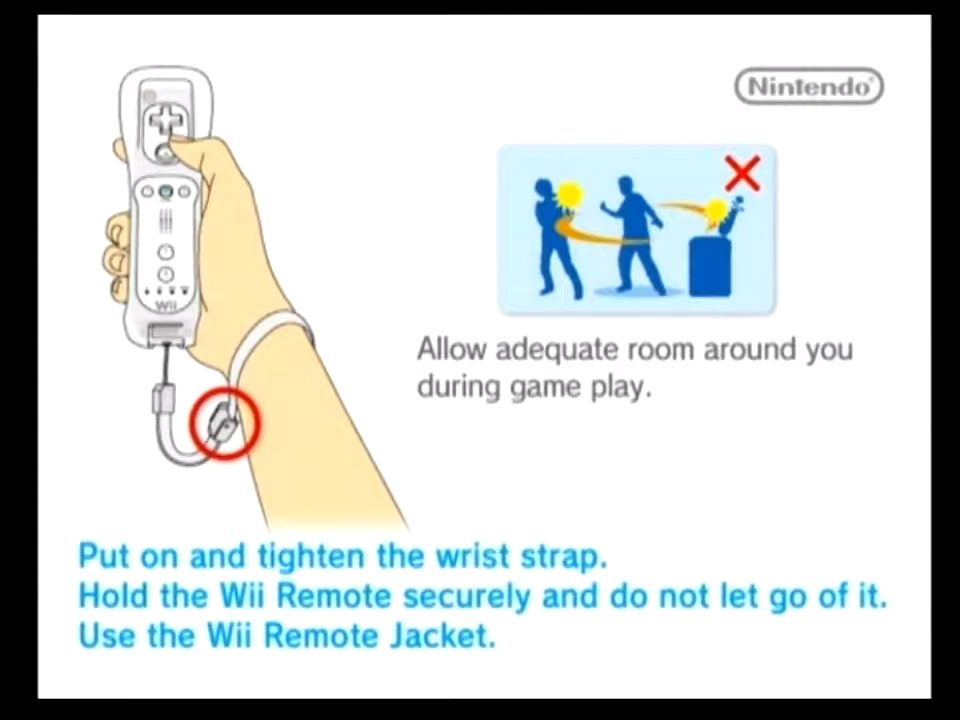 Nintendo
Wii
Allow adequate room around you
during game play.
Put on and tighten the wrist strap.
Hold the Wii Remote securely and do not let go of it.
Use the Wii Remote Jacket.